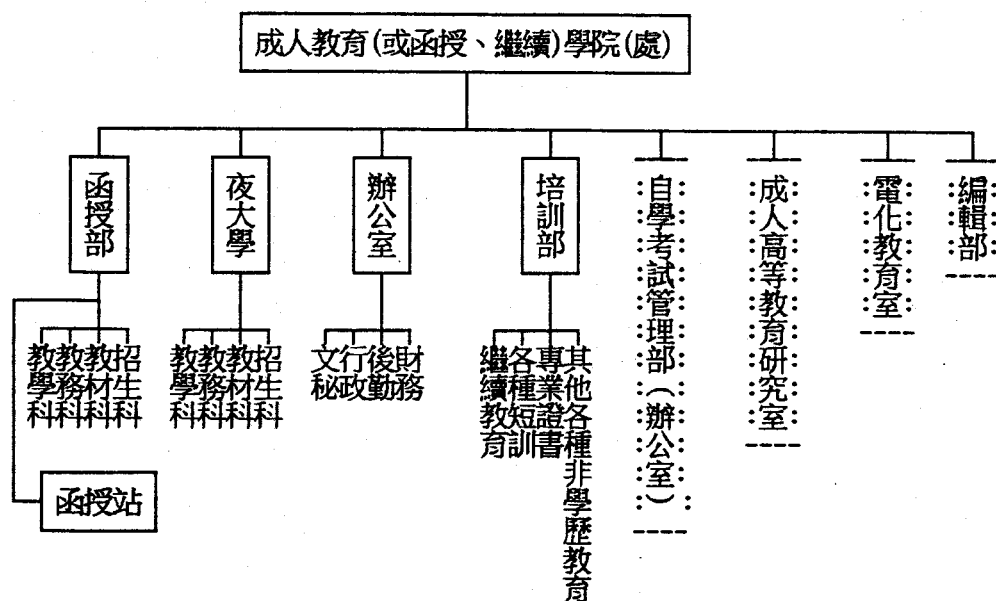 成人教育(或函授、繼續)學院(處)
函授部
夜大學
辦公室
培訓部
自學考試管理部(辦公室)
成人高等教育研究室
電化教育室
編輯部
教學科
教務科
教材科
招生科
教學科
教務科
教材科
招生科
文秘
行政
後勤
財務
繼續教育
各種短訓
專業證書
其他各種非學歷教育
函授站